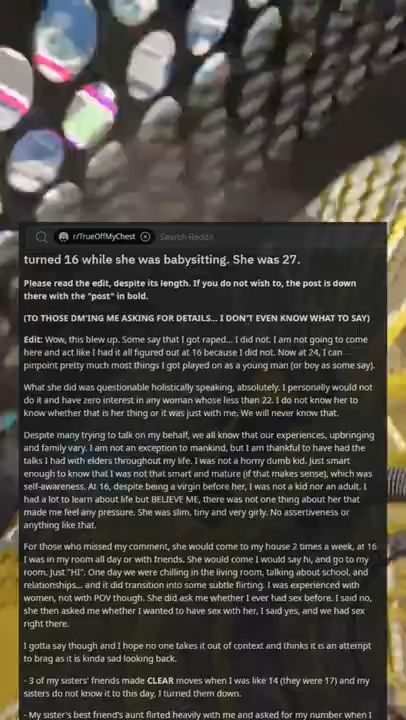 r/TrueOffMyChest Search Reddit
turned 16 while she was babysitting. She was 27.
Please read the edit, despite its length. If you do not wish to, the post is down
there with the "post" in bold.
(TO THOSE DM'ING ME ASKING FOR DETAILS... I DON'T EVEN KNOW WHAT TO SAY)
Edit: Wow, this blew up. Some say that I got raped... I did not. I am not going to come
here and act like I had it all figured out at 16 because I did not. Now at 24, I can
pinpoint pretty much most things I got played on as a young man (or boy as some say).
What she did was questionable holistically speaking, absolutely. I personally would not
do it and have zero interest in any woman whose less than 22. I do not know her to
know whether that is her thing or it was just with me. We will never know that.
Despite many trying to talk on my behalf, we all know that our experiences, upbringing
and family vary. I am not an exception to mankind, but I am thankful to have had the
talks I had with elders throughout my life. I was not a horny dumb kid. Just smart
enough to know that I was not that smart and mature (if that makes sense), which was
self-awareness. At 16, despite being a virgin before her, I was not a kid nor an adult, I
had a lot to learn about life but BELIEVE ME, there was not one thing about her that
made me feel any pressure. She was slim, tiny and very girly. No assertiveness or
anything like that.
For those who missed my comment, she would come to my house 2 times a week, at 16
I was in my room all day or with friends. She would come I would say hi, and go to my
room. Just "HI". One day we were chilling in the living room, talking about school, and
relationships... and it did transition into some subtle flirting. I was experienced with
women, not with POV though. She did ask me whether I ever had sex before. I said no,
she then asked me whether I wanted to have sex with her, I said yes, and we had sex
right there.
I gotta say though and I hope no one takes it out of context and thinks it is an attempt
to brag as it is kinda sad looking back.
- 3 of my sisters' friends made CLEAR moves when I was like 14 (they were 17) and my
sisters do not know it to this day, I turned them down.
- My sister's best friend's aunt flirted heavily with me and asked for my number when I